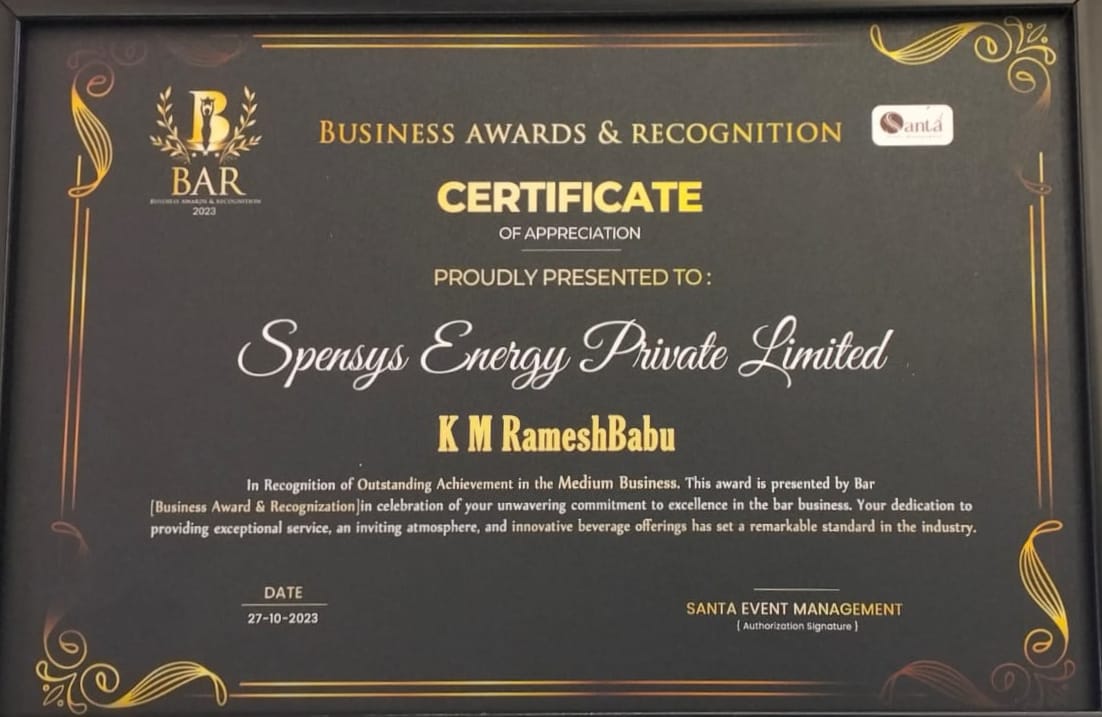 B
BAR
BUSINESS AWARDS & RECOGNITION
2023
BUSINESS AWARDS & RECOGNITION
Santa
CERTIFICATE
OF APPRECIATION
PROUDLY PRESENTED TO :
Spensys Energy Private Limited
K M RameshBabu
In Recognition of Outstanding Achievement in the Medium Business. This award is presented by Bar
[Business Award & Recognization]in celebration of your unwavering commitment to excellence in the bar business. Your dedication to
providing exceptional service, an inviting atmosphere, and innovative beverage offerings has set a remarkable standard in the industry.
DATE
27-10-2023
SANTA EVENT MANAGEMENT
{ Authorization Signature }